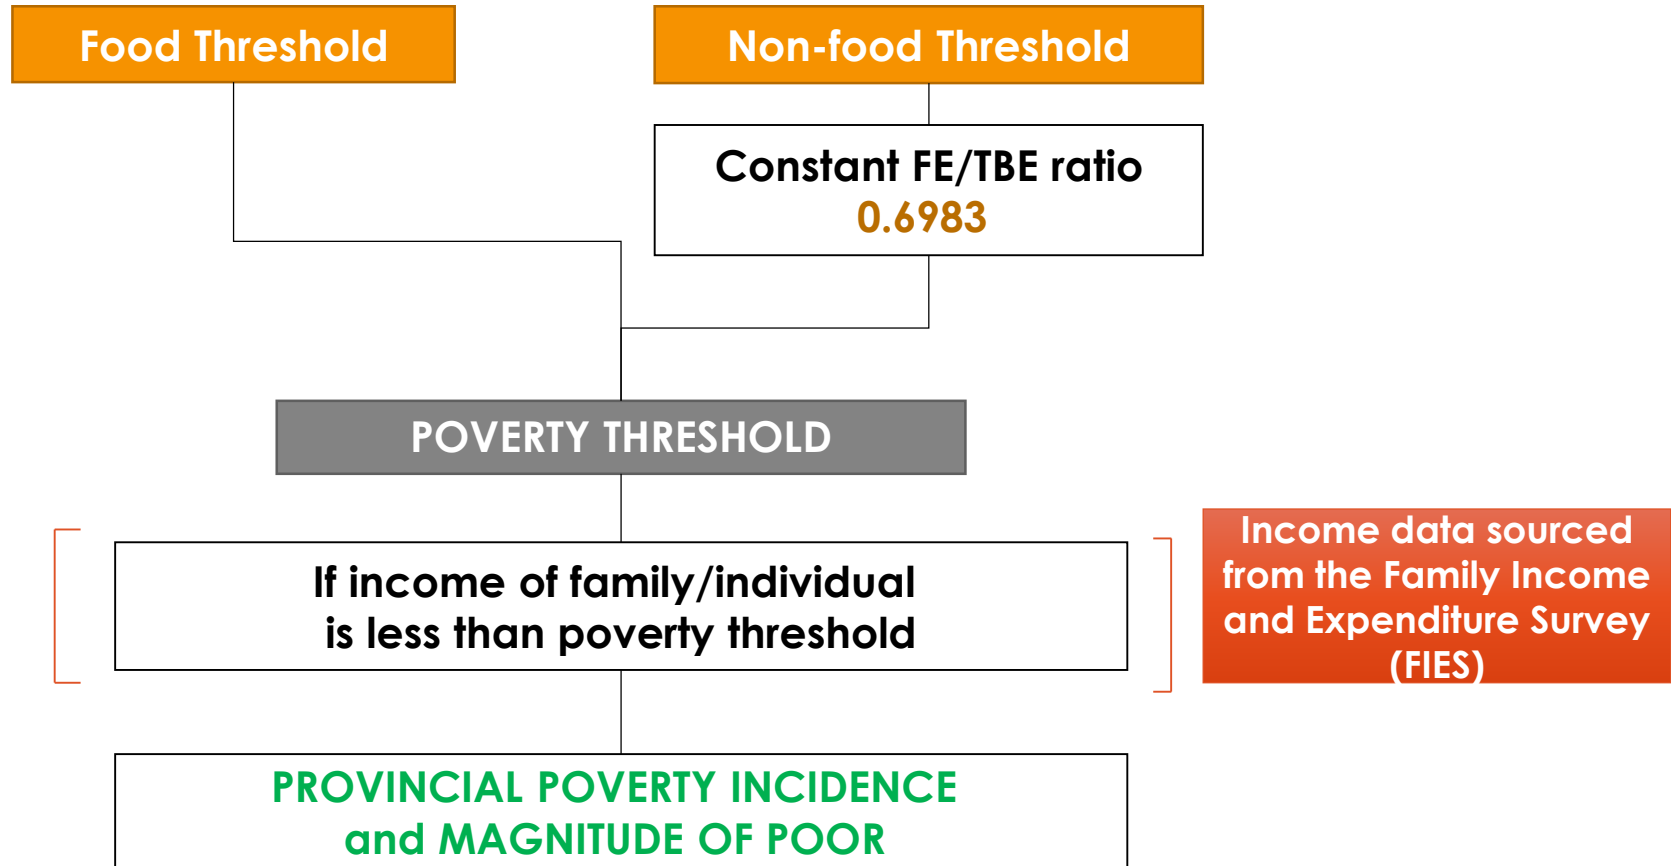 Food Threshold
Non-food Threshold
Constant FE/TBE ratio
0.6983
POVERTY THRESHOLD
If income of family/individual
is less than poverty threshold
Income data sourced
from the Family Income
and Expenditure Survey
(FIES)
PROVINCIAL POVERTY INCIDENCE
and MAGNITUDE OF POOR